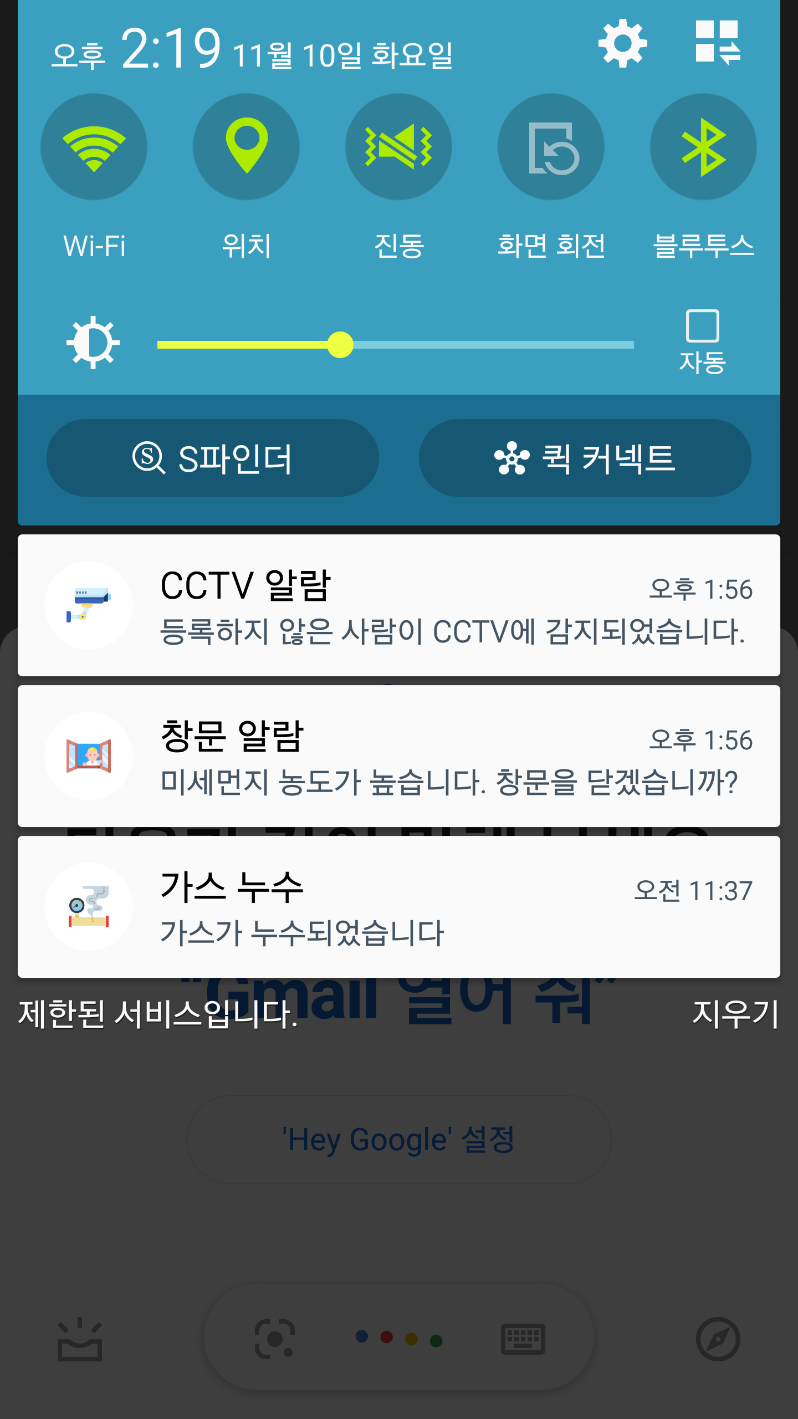 오후 2:19 11월 10일 화요일
Wi-Fi 위치 진동 화면 회전 블루투스
자동
S파인더 퀵 커넥트
CCTV 알람 오후 1:56
등록하지 않은 사람이 CCTV에 감지되었습니다.
창문 알람 오후 1:56
미세먼지 농도가 높습니다. 창문을 닫겠습니까?
가스 누수 오전 11:37
가스가 누수되었습니다
"Gmail 열어 줘"
제한된 서비스입니다. 지우기
'Hey Google' 설정